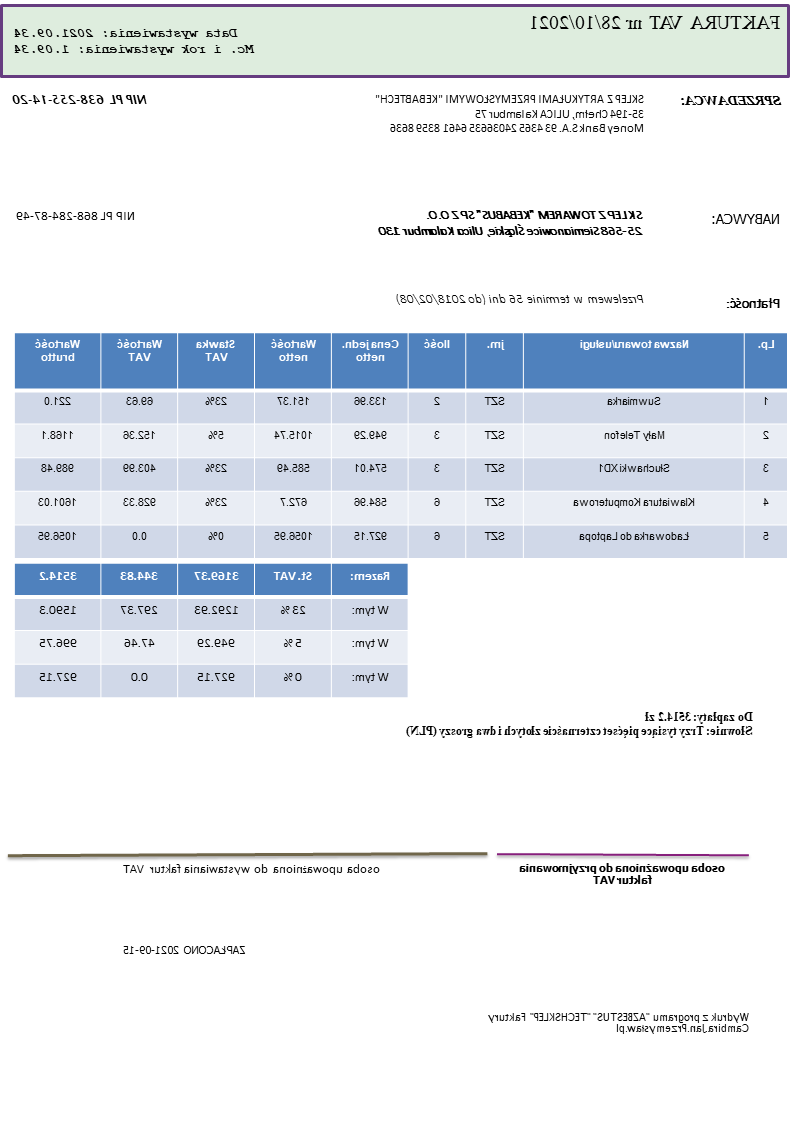 FAKTURA VAT nr 28/10/2021
Data wystawienia: 2021.09.34
Mc. i rok wystawienia: 1.09.34
SPRZEDAWCA:
SKLEP Z ARTYKUŁAMI PRZEMYSŁOWYMI "KEBABTECH"
35-194 Chełm, ULICA Kalambur 75
Money Bank S.A. 93 4365 24036635 6461 8359 8636
NIP PL 638-255-14-20
NABYWCA:
SKLEP Z TOWAREM "KEBABUS" SP Z O.O.
25-568 Siemianowice Śląskie, Ulica Kalambur 130
NIP PL 868-284-87-49
Płatność:
Przelewem w terminie 56 dni (do 2018/02/08)
Lp. Nazwa towaru/usługi jm. Ilość Cena jedn. netto Wartość netto Stawka VAT Wartość VAT Wartość brutto
1 Suwmiarka SZT 2 133.96 151.37 23% 69.63 221.0
2 Mały Telefon SZT 3 949.29 1015.74 5% 152.36 1168.1
3 Słuchawki XD1 SZT 3 574.01 585.49 23% 403.99 989.48
4 Klawiatura Komputerowa SZT 6 584.96 672.7 23% 928.33 1601.03
5 Ładowarka do Laptopa SZT 6 927.15 1056.95 0% 0.0 1056.95
Razem: St. VAT 3169.37 344.83 3514.2
W tym: 23 % 1292.93 297.37 1590.3
W tym: 5 % 949.29 47.46 996.75
W tym: 0 % 927.15 0.0 927.15
Do zapłaty: 3514.2 zł
Słownie: Trzy tysiące pięćset czternaście złotych i dwa groszy (PLN)
osoba upoważniona do przyjmowania
faktur VAT
osoba upoważniona do wystawiania faktur VAT
ZAPŁACONO 2021-09-15
Wydruk z programu "AZBESTUS" "TECHSKLEP" Faktury
Cambira.Jan.Przemysław.pl